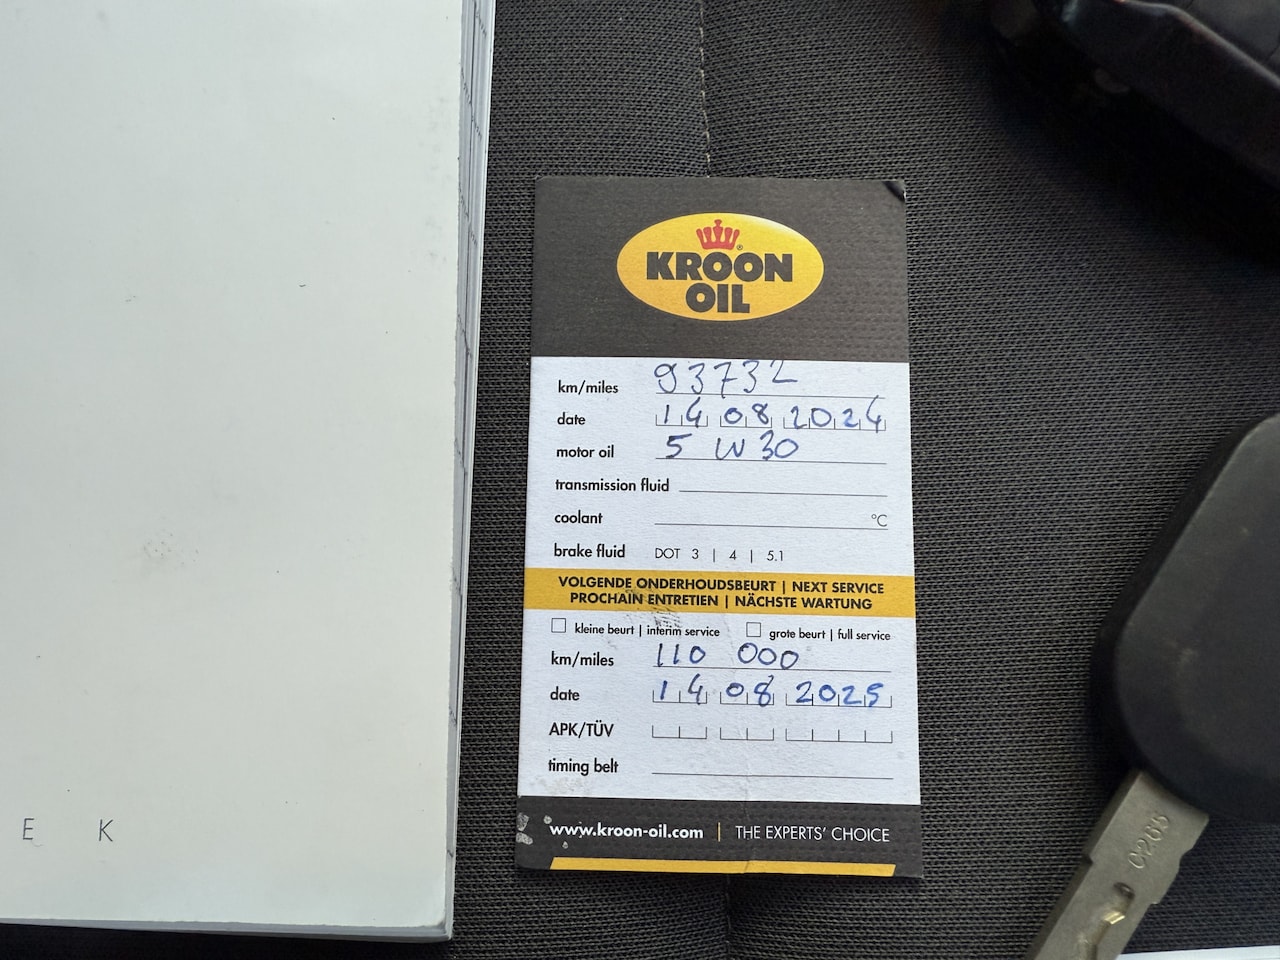 KROON
OIL
km/miles 93732
date 14 08 2024
motor oil 5 W 30
transmission fluid
coantant °C
brake fluid DOT 3 | 4 | 5.1
VOLGENDE ONDERHOUDSBEURT | NEXT SERVICE
PROCHAIN ENTRETIEN | NÄCHSTE WARTUNG
kleine beurt | interim service grote beurt | full service
km/miles 110 000
date 14 08 2025
APK/TÜV
timing belt
www.kroon-oil.com | THE EXPERTS' CHOICE
E K
C265